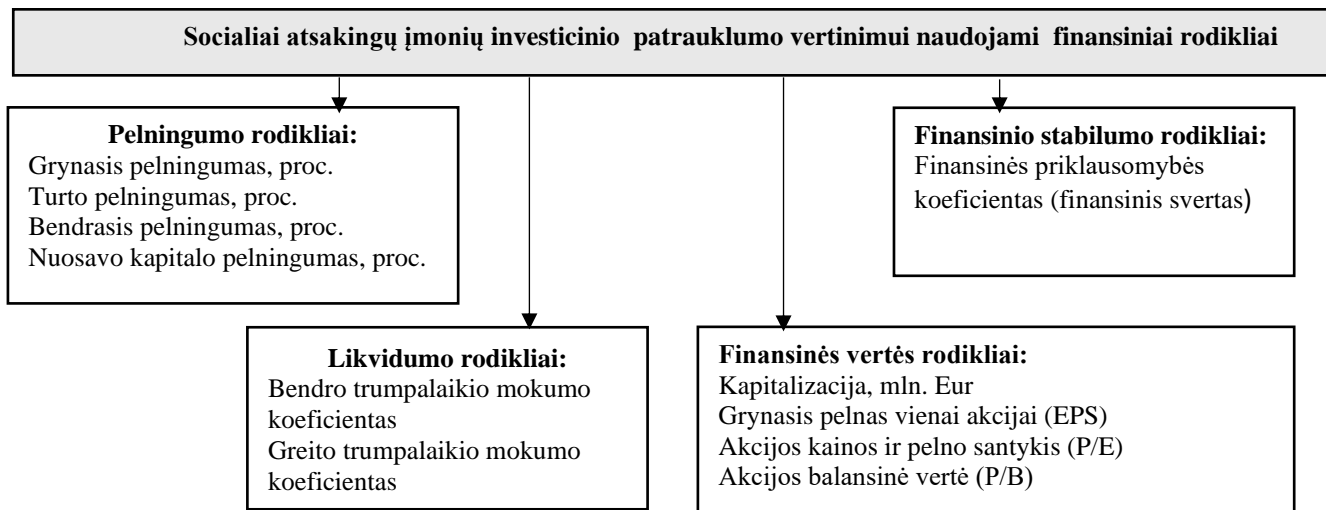 Socialiai atsakingų įmonių investicinio patrauklumo vertinimui naudojami finansiniai rodikliai
Pelningumo rodikliai:
Grynasis pelningumas, proc.
Turto pelningumas, proc.
Bendrasis pelningumas, proc.
Nuosavo kapitalo pelningumas, proc.
Finansinio stabilumo rodikliai:
Finansinės priklausomybės
koeficientas (finansinis svertas)
Likvidumo rodikliai:
Bendro trumpalaikio mokumo
koeficientas
Greito trumpalaikio mokumo
koeficientas
Finansinės vertės rodikliai:
Kapitalizacija, mln. Eur
Grynasis pelnas vienai akcijai (EPS)
Akcijos kainos ir pelno santykis (P/E)
Akcijos balansinė vertė (P/B)